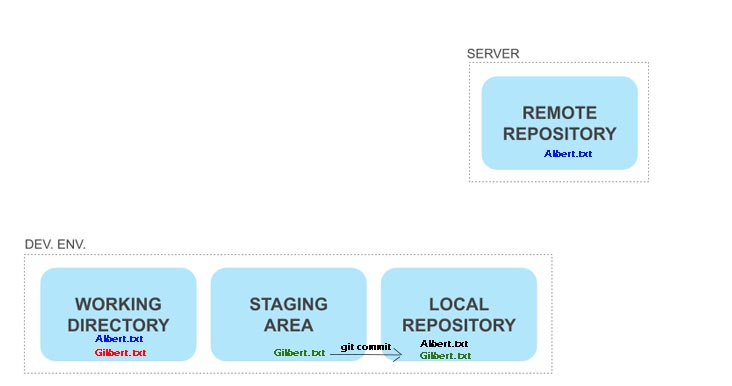 SERVER
REMOTE
REPOSITORY
Albert.txt
DEV. ENV.
WORKING
DIRECTORY
Albert.txt
Gilbert.txt
STAGING
AREA
Gilbert.txt
git commit
LOCAL
REPOSITORY
Albert.txt
Gilbert.txt